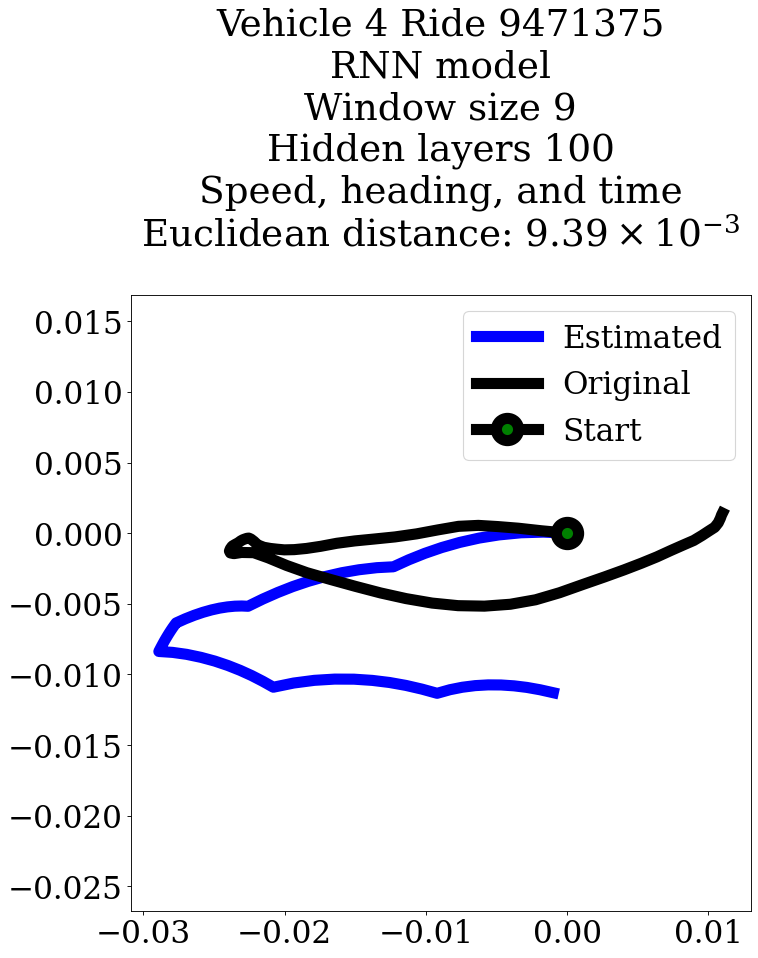 Vehicle 4 Ride 9471375
RNN model
Window size 9
Hidden layers 100
Speed, heading, and time
Euclidean distance: 9.39 × 10⁻³
Estimated
Original
Start
0.015
0.010
0.005
0.000
−0.005
−0.010
−0.015
−0.020
−0.025
−0.03 −0.02 −0.01 0.00 0.01